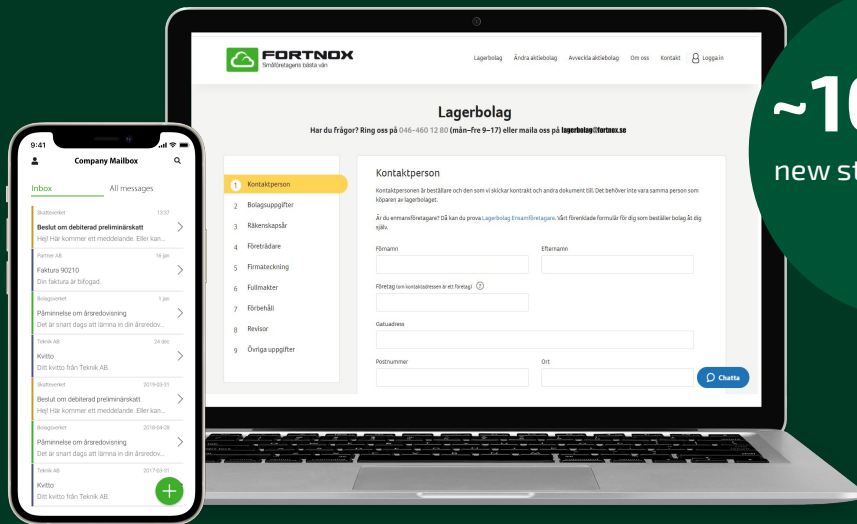 FORTNOX
Småföretagens bästa vän
Lagerbolag Ändra aktiebolag Avveckla aktiebolag Om oss Kontakt Logga in
Lagerbolag
Har du frågor? Ring oss på 046-460 12 80 (mån–fre 9–17) eller maila oss på lagerbolag@fortnox.se
1 Kontaktperson
2 Bolagsuppgifter
3 Räkenskapsår
4 Företrädare
5 Firmateckning
6 Fullmakter
7 Förbehåll
8 Revisor
9 Övriga uppgifter
Kontaktperson
Kontaktpersonen är beställare och den som vi skickar kontrakt och andra dokument till. Det behöver inte vara samma person som
köparen av lagerbolaget.
Är du enmansföretagare? Då kan du prova Lagerbolag Ensamföretagare. Vårt förenklade formulär för dig som beställer bolag åt dig
själv.
Förnamn Efternamn
Företag (om kontaktadressen är ett företag) ?
Gatuadress
Postnummer Ort
Chatta
9:41
Company Mailbox
Inbox All messages
Skatteverket 13:37
Beslut om debiterad preliminärskatt
Hej! Här kommer ett meddelande. Eller kan...
Partner AB 16 jan
Faktura 90210
Din faktura är bifogad.
Bolagsverket 1 jan
Påminnelse om årsredovisning
Det är snart dags att lämna in din årsredov...
Teknik AB 24 dec
Kvitto
Ditt kvitto från Teknik AB.
Skatteverket 2019-03-31
Beslut om debiterad preliminärskatt
Hej! Här kommer ett meddelande. Eller kan...
Bolagsverket 2018-04-28
Påminnelse om årsredovisning
Det är snart dags att lämna in din årsredov...
Teknik AB 2017-03-31
Kvitto
Ditt kvitto från Teknik AB.
~10
new st